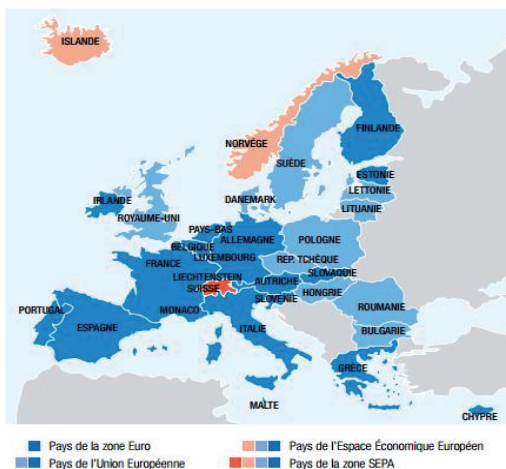 ISLANDE
NORVÈGE
FINLANDE
SUÈDE
ESTONIE
LETTONIE
LITUANIE
DANEMARK
IRLANDE
ROYAUME-UNI
PAYS-BAS
ALLEMAGNE
POLOGNE
BELGIQUE
LUXEMBOURG
REP. TCHÈQUE
FRANCE
SLOVAQUIE
LIECHTENSTEIN
AUTRICHE
SUISSE
HONGRIE
SLOVÉNIE
ROUMANIE
PORTUGAL
MONACO
ESPAGNE
ITALIE
BULGARIE
GRÈCE
MALTE
CHYPRE
Pays de la zone Euro
Pays de l'Espace Économique Européen
Pays de l'Union Européenne
Pays de la zone SEPA